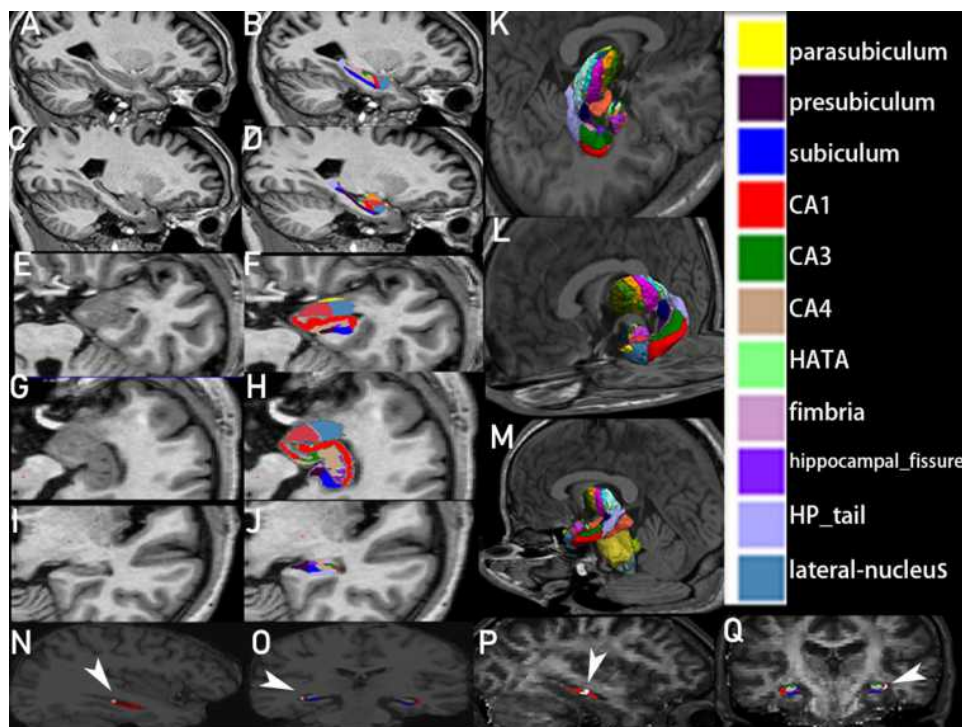 A
B
K
parasubiculum
presubiculum
C
D
subiculum
CA1
L
E
F
CA3
CA4
HATA
G
H
fimbria
M
hippocampal_fissure
I
J
HP_tail
lateral-nucleus
N
O
P
Q